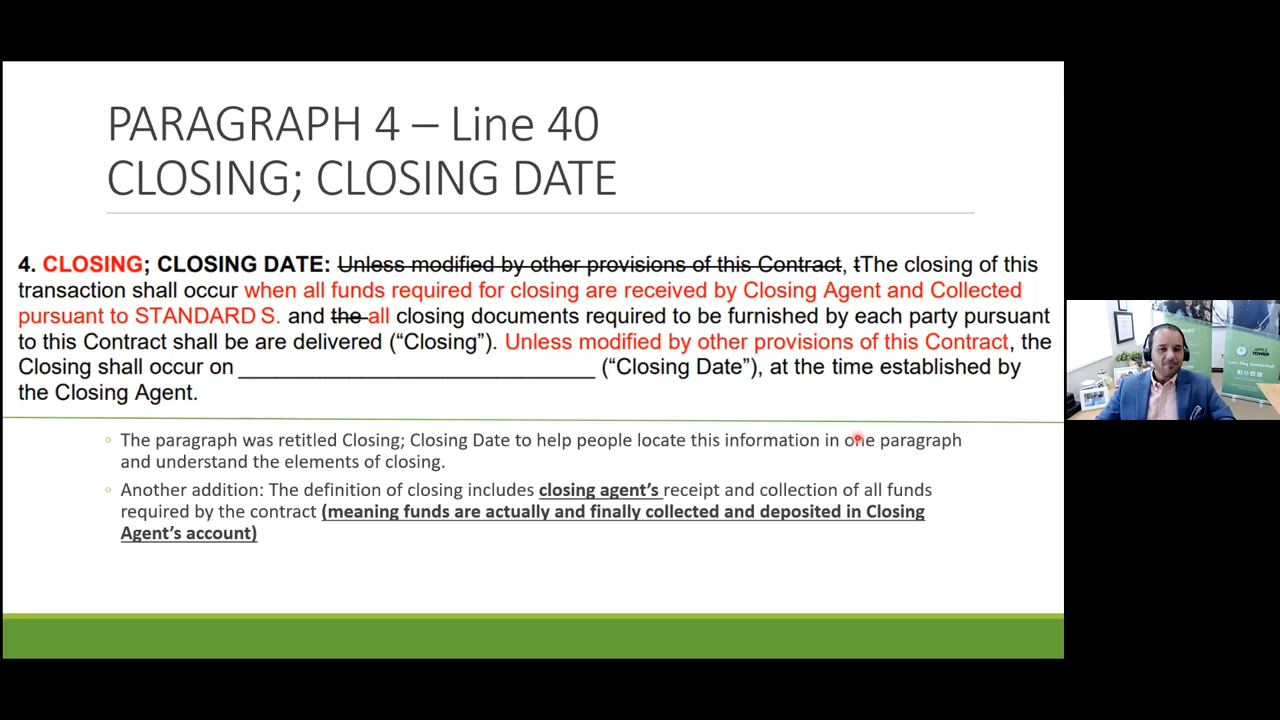 PARAGRAPH 4 – Line 40
CLOSING; CLOSING DATE
4. CLOSING; CLOSING DATE: Unless modified by other provisions of this Contract, tThe closing of this
transaction shall occur when all funds required for closing are received by Closing Agent and Collected
pursuant to STANDARD S. and the all closing documents required to be furnished by each party pursuant
to this Contract shall be are delivered (“Closing”). Unless modified by other provisions of this Contract, the
Closing shall occur on ______________________________ (“Closing Date”), at the time established by
the Closing Agent.
◦ The paragraph was retitled Closing; Closing Date to help people locate this information in one paragraph
and understand the elements of closing.
◦ Another addition: The definition of closing includes closing agent’s receipt and collection of all funds
required by the contract (meaning funds are actually and finally collected and deposited in Closing
Agent’s account)
APPLE
TOWER